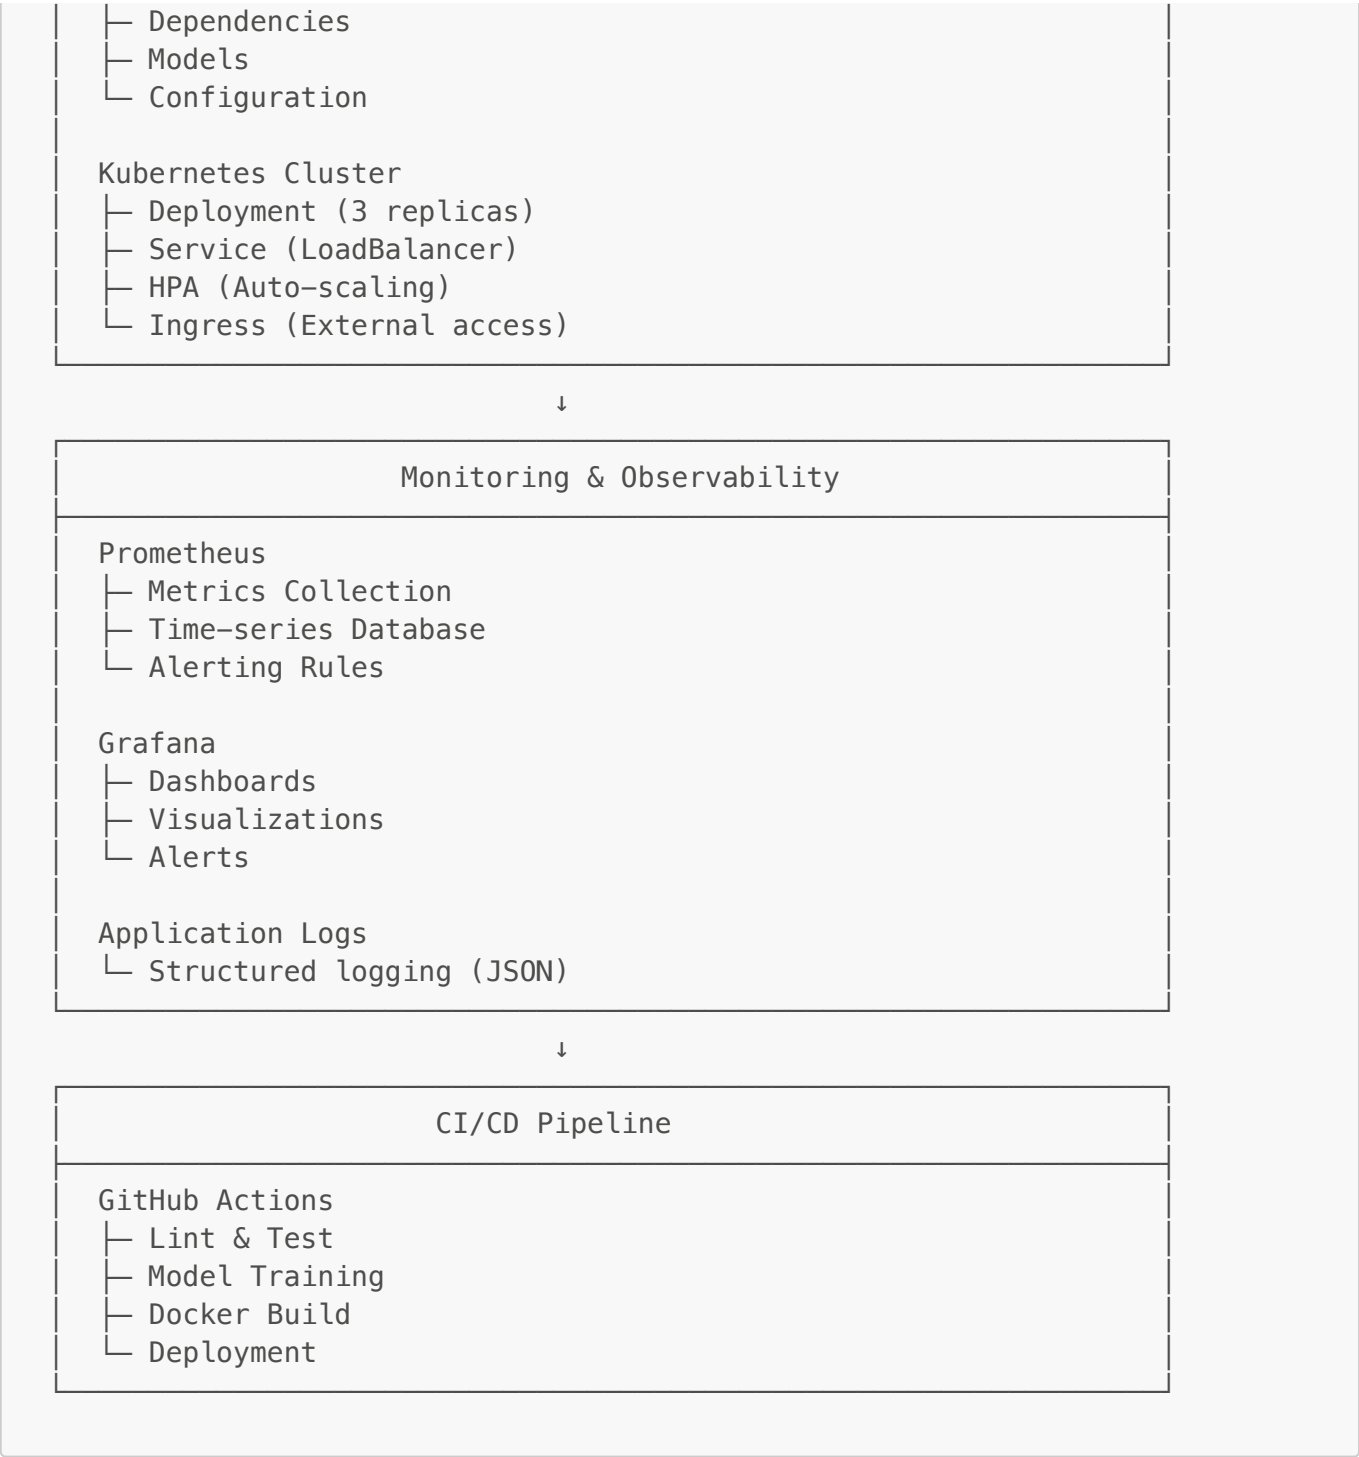 ├─ Dependencies
├─ Models
└─ Configuration
Kubernetes Cluster
├─ Deployment (3 replicas)
├─ Service (LoadBalancer)
├─ HPA (Auto-scaling)
└─ Ingress (External access)
↓
Monitoring & Observability
Prometheus
├─ Metrics Collection
├─ Time-series Database
└─ Alerting Rules
Grafana
├─ Dashboards
├─ Visualizations
└─ Alerts
Application Logs
└─ Structured logging (JSON)
↓
CI/CD Pipeline
GitHub Actions
├─ Lint & Test
├─ Model Training
├─ Docker Build
└─ Deployment